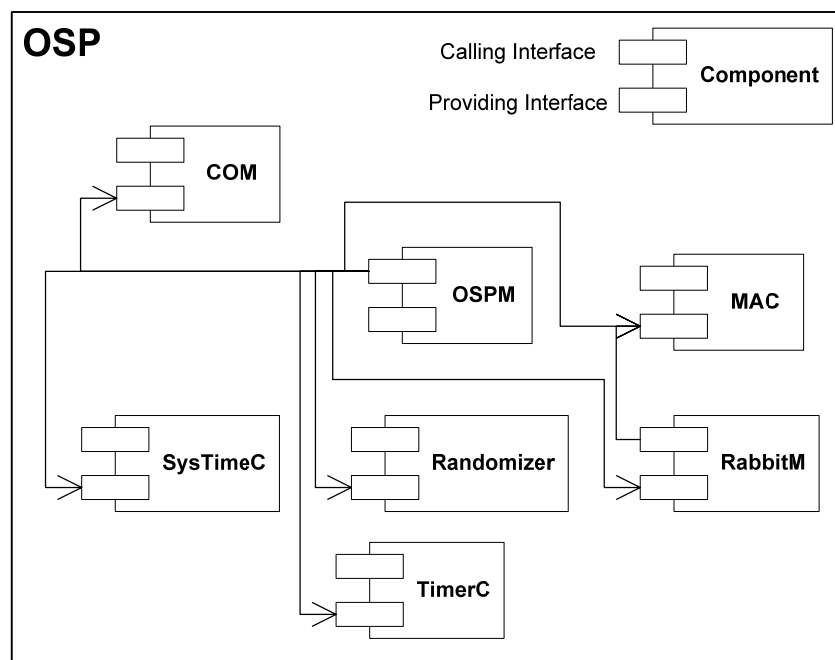 OSP
Calling Interface
Component
Providing Interface
COM
OSPM
MAC
SysTimeC
Randomizer
RabbitM
TimerC